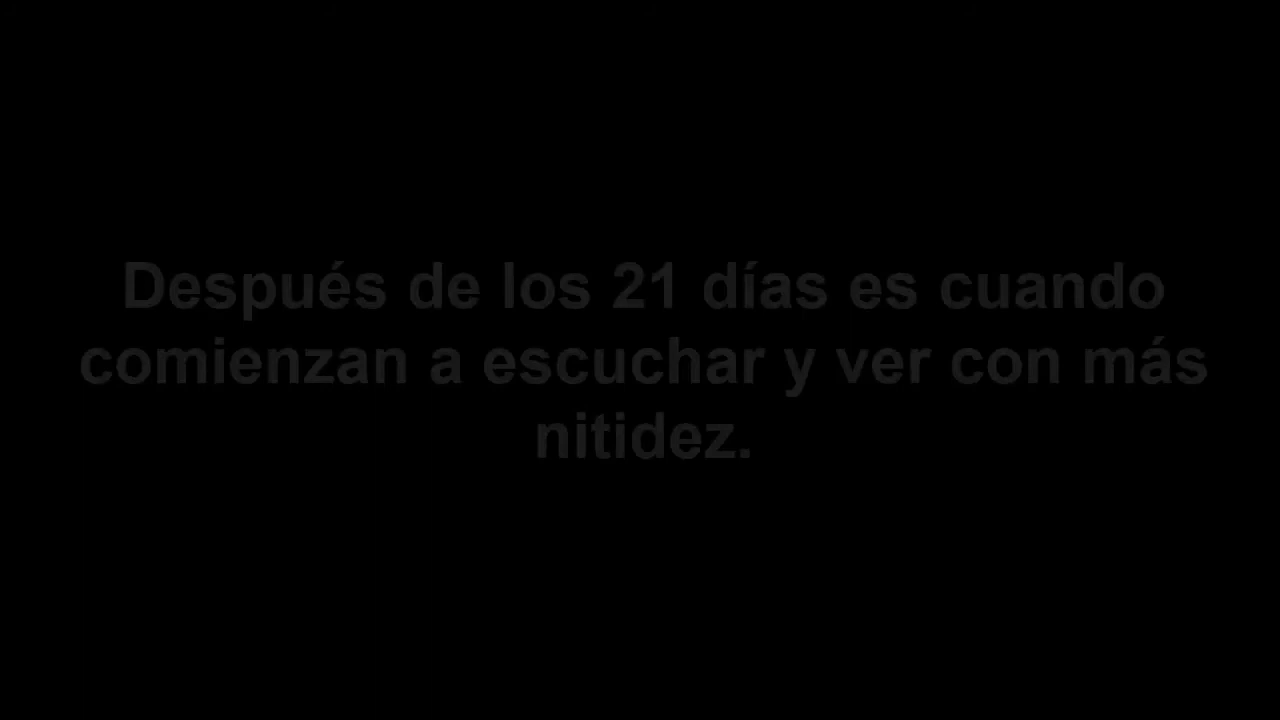 Después de los 21 días es cuando
comienzan a escuchar y ver con más
nitidez.